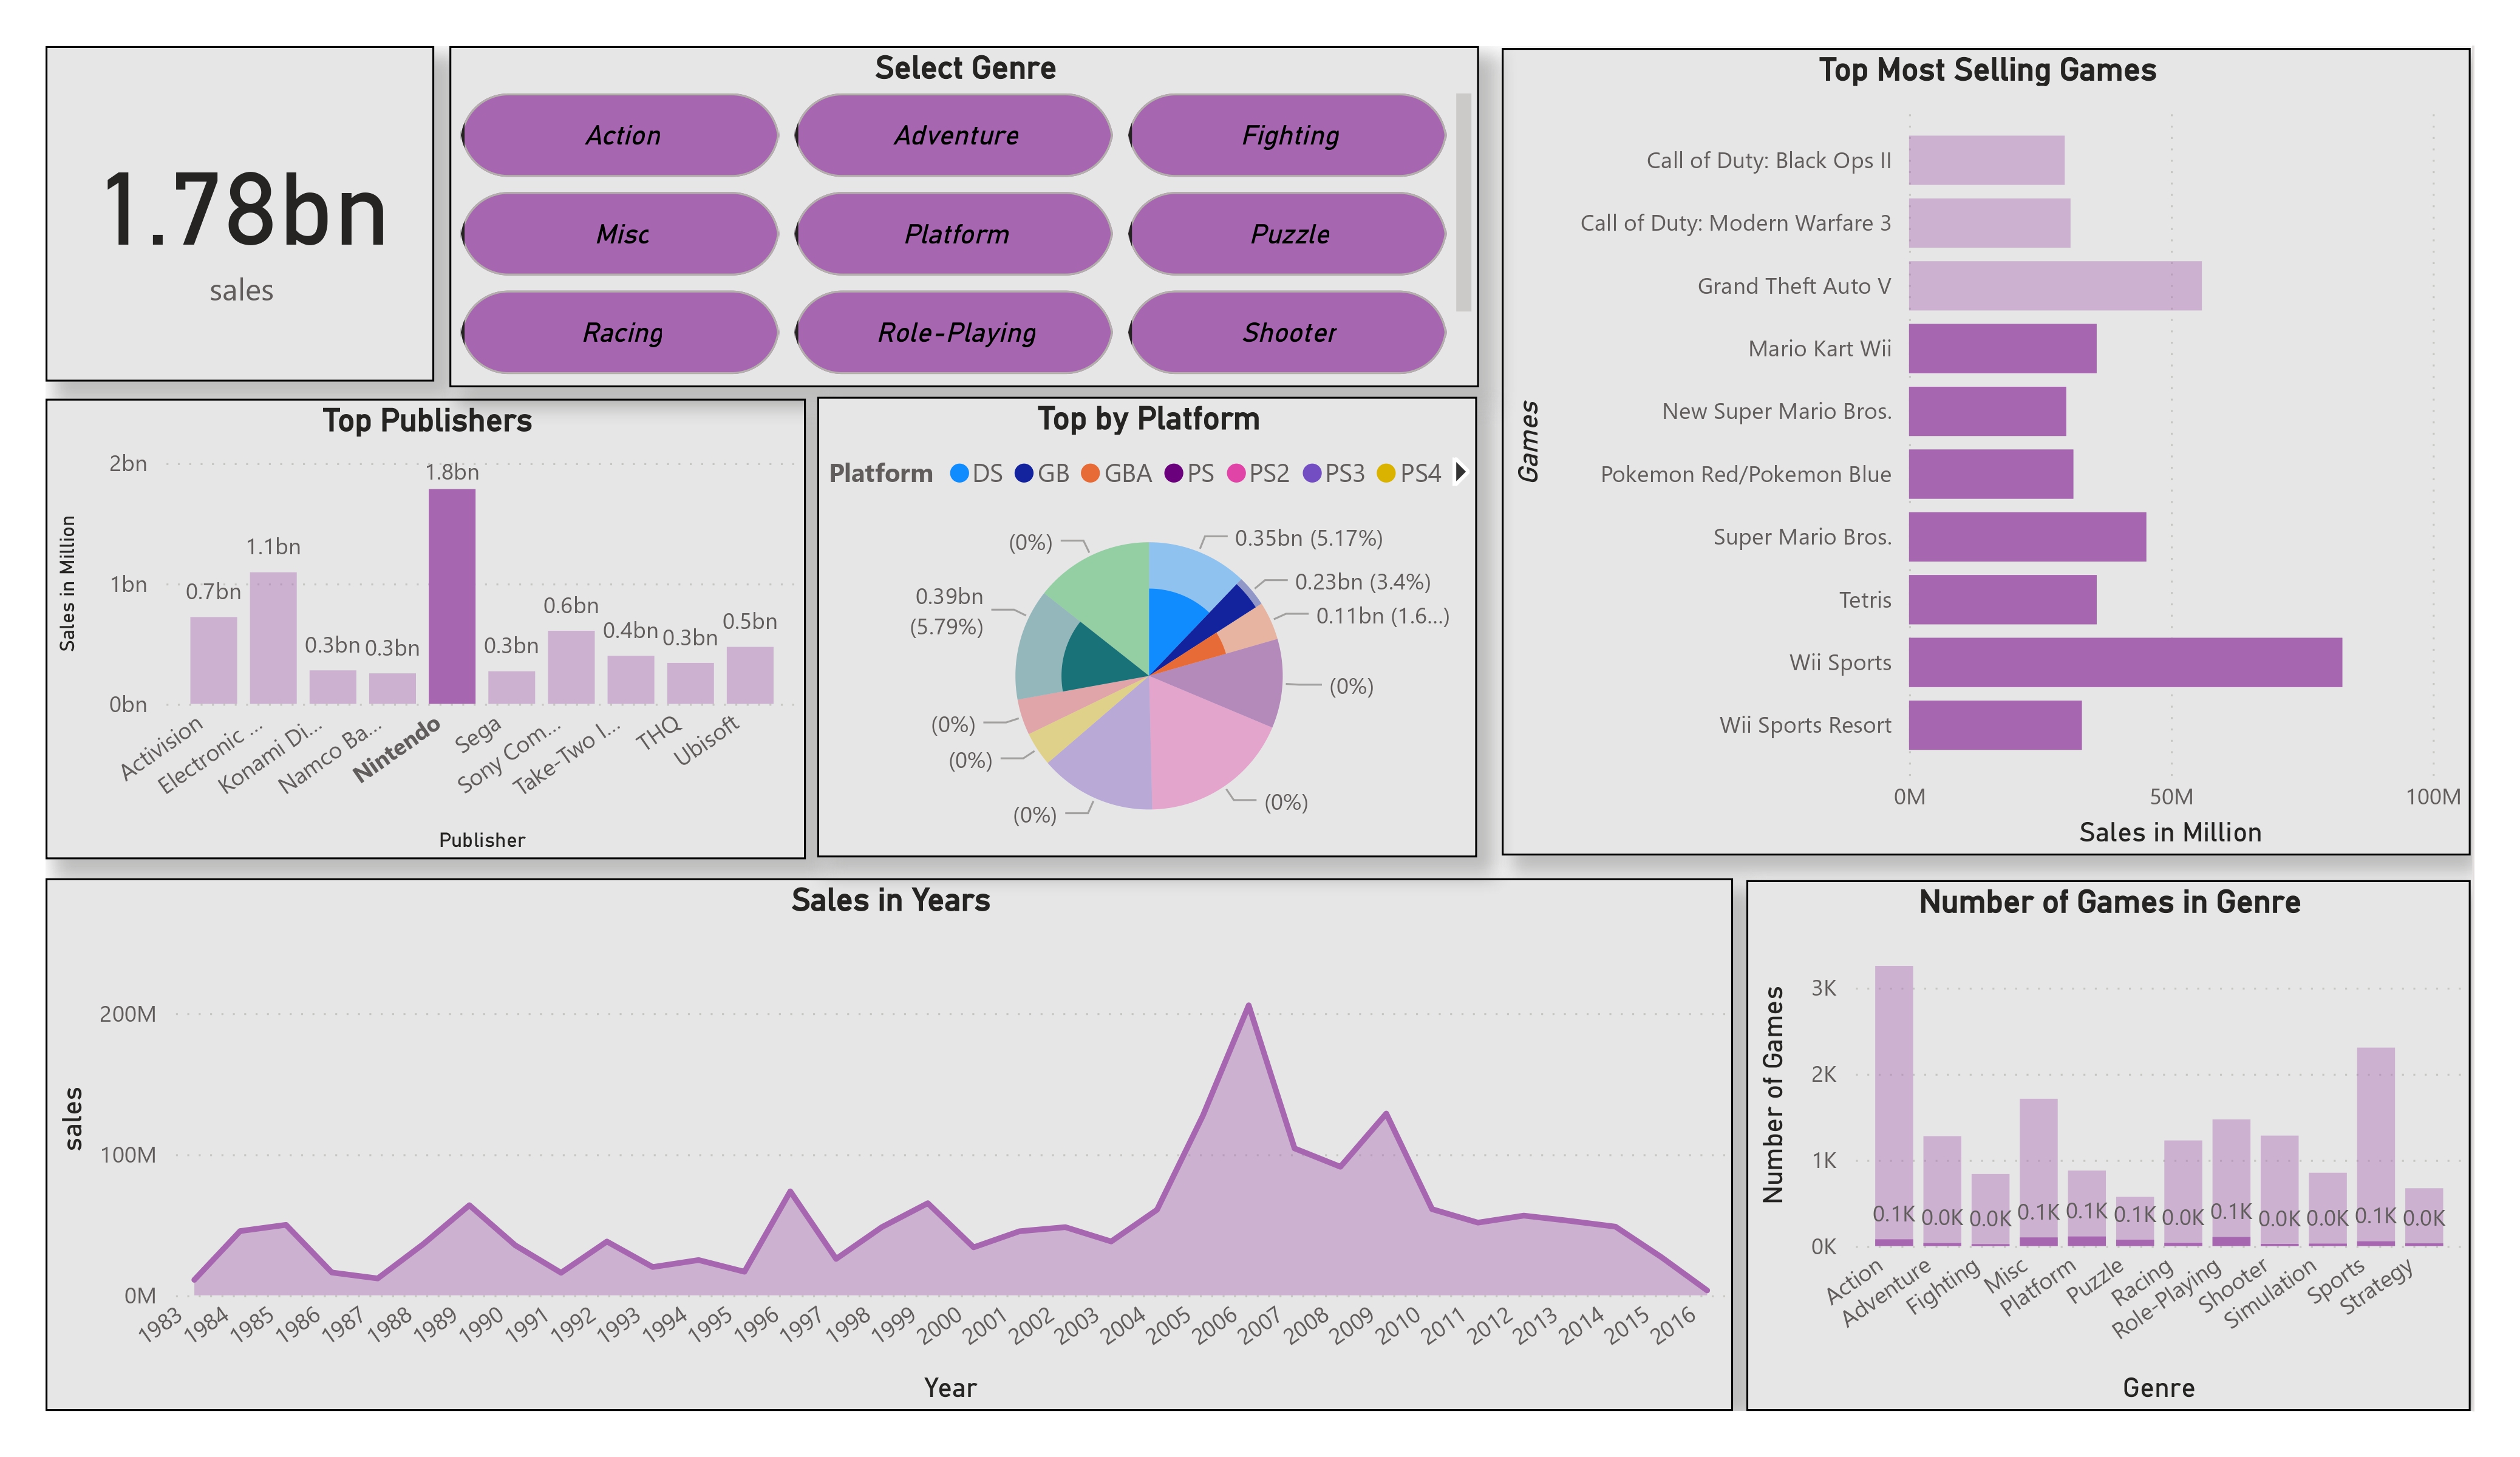 1.78bn
sales
Select Genre
Action
Adventure
Fighting
Misc
Platform
Puzzle
Racing
Role-Playing
Shooter
Top Most Selling Games
Games
Call of Duty: Black Ops II
Call of Duty: Modern Warfare 3
Grand Theft Auto V
Mario Kart Wii
New Super Mario Bros.
Pokemon Red/Pokemon Blue
Super Mario Bros.
Tetris
Wii Sports
Wii Sports Resort
0M 50M 100M
Sales in Million
Top Publishers
Sales in Million
2bn
1bn
0bn
0.7bn
1.1bn
0.3bn
0.3bn
1.8bn
0.3bn
0.6bn
0.4bn
0.3bn
0.5bn
Activision
Electronic ...
Konami Di...
Namco Ba...
Nintendo
Sega
Sony Com...
Take-Two I...
THQ
Ubisoft
Publisher
Top by Platform
Platform DS GB GBA PS PS2 PS3 PS4
0.35bn (5.17%)
0.23bn (3.4%)
0.11bn (1.6...)
(0%)
(0%)
(0%)
(0%)
(0%)
0.39bn
(5.79%)
(0%)
Sales in Years
sales
200M
100M
0M
1983
1984
1985
1986
1987
1988
1989
1990
1991
1992
1993
1994
1995
1996
1997
1998
1999
2000
2001
2002
2003
2004
2005
2006
2007
2008
2009
2010
2011
2012
2013
2014
2015
2016
Year
Number of Games in Genre
Number of Games
3K
2K
1K
0K
0.1K
0.0K
0.0K
0.1K
0.1K
0.1K
0.0K
0.1K
0.0K
0.0K
0.1K
0.0K
Action
Adventure
Fighting
Misc
Platform
Puzzle
Racing
Role-Playing
Shooter
Simulation
Sports
Strategy
Genre